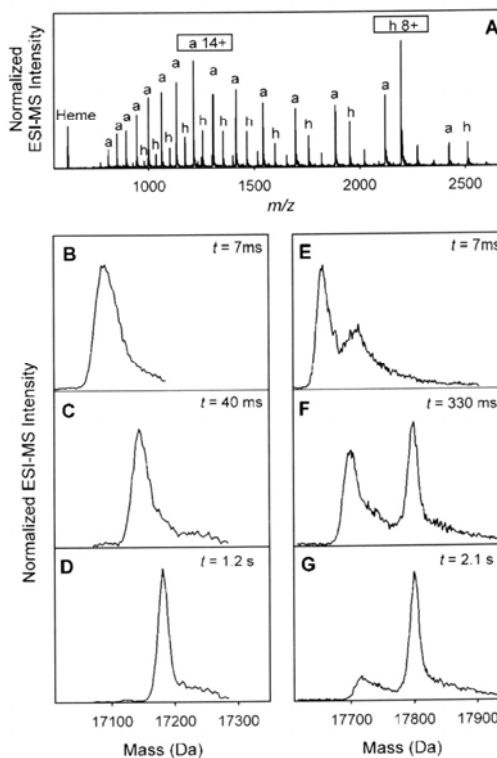 A
a 14+
h 8+
Normalized
ESI-MS Intensity
Heme
a a a a a a a a a a a a a a
h h h h h h h h h h h
1000 1500 2000 2500
m/z
B
t = 7ms
E
t = 7ms
C
t = 40 ms
F
t = 330 ms
D
t = 1.2 s
G
t = 2.1 s
Normalized ESI-MS Intensity
17100 17200 17300
17700 17800 17900
Mass (Da)
Mass (Da)